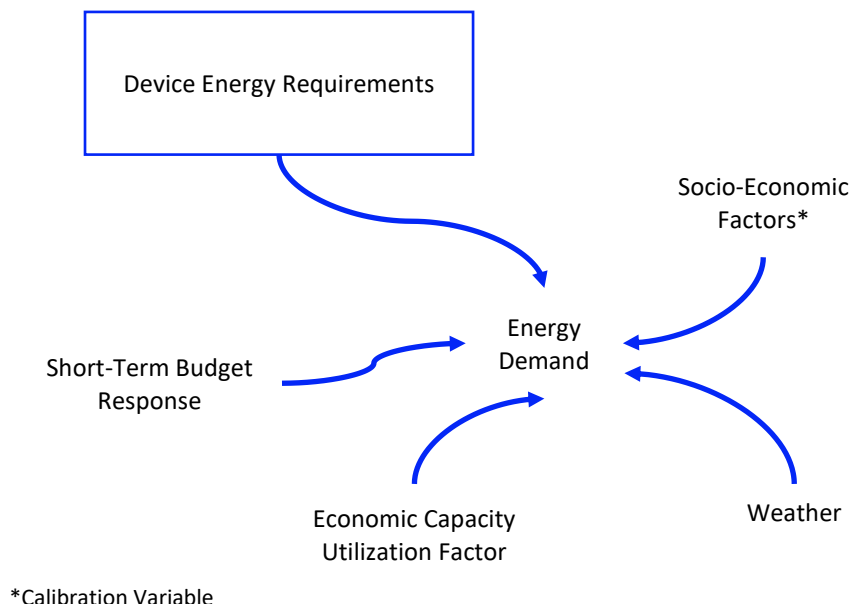 Device Energy Requirements
Socio-Economic
Factors*
Energy
Demand
Short-Term Budget
Response
Economic Capacity
Utilization Factor
Weather
*Calibration Variable